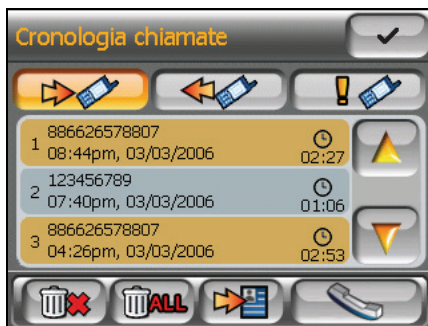 Cronologia chiamate
1 886626578807
08:44pm, 03/03/2006 02:27
2 123456789
07:40pm, 03/03/2006 01:06
3 886626578807
04:26pm, 03/03/2006 02:53
ALL